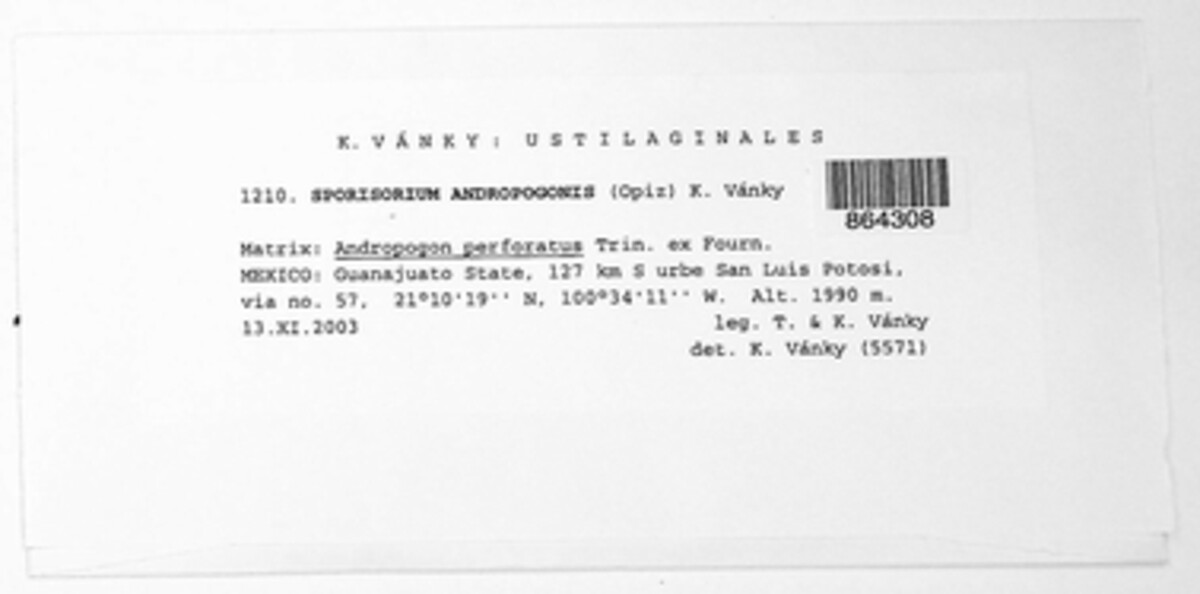 K. VÁNKY: USTILAGINALES
1210. SPORISORIUM ANDROPOGONIS (Opiz) K. Vánky
864308
Matrix: Andropogon perforatus Trin. ex Fourn.
MEXICO: Guanajuato State, 127 km S urbe San Luis Potosi,
via no. 57, 21°10'19'' N, 100°34'11'' W. Alt. 1990 m.
13.XI.2003 leg. T. & K. Vánky
det. K. Vánky (5571)